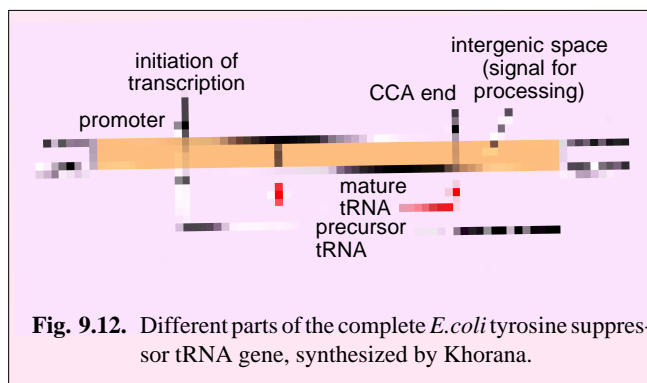 initiation of
transcription
promoter
intergenic space
(signal for
processing)
CCA end
mature
tRNA
precursor
tRNA
Fig. 9.12. Different parts of the complete E.coli tyrosine suppres-
sor tRNA gene, synthesized by Khorana.